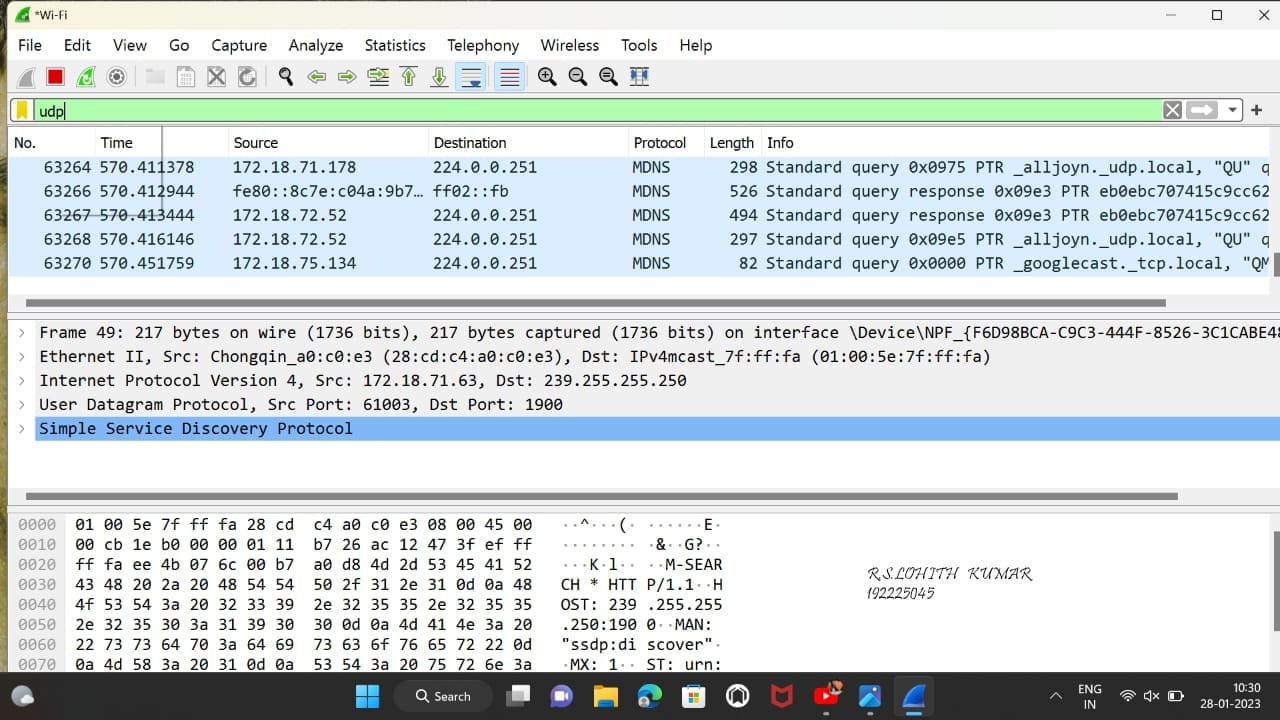 *Wi-Fi
File Edit View Go Capture Analyze Statistics Telephony Wireless Tools Help
udp
No. Time Source Destination Protocol Length Info
63264 570.411378 172.18.71.178 224.0.0.251 MDNS 298 Standard query 0x0975 PTR _alljoyn._udp.local, "QU" q
63266 570.412944 fe80::8c7e:c04a:9b7… ff02::fb MDNS 526 Standard query response 0x09e3 PTR eb0ebc707415c9cc62
63267 570.413444 172.18.72.52 224.0.0.251 MDNS 494 Standard query response 0x09e3 PTR eb0ebc707415c9cc62
63268 570.416146 172.18.72.52 224.0.0.251 MDNS 297 Standard query 0x09e5 PTR _alljoyn._udp.local, "QU" q
63270 570.451759 172.18.75.134 224.0.0.251 MDNS 82 Standard query 0x0000 PTR _googlecast._tcp.local, "QM
Frame 49: 217 bytes on wire (1736 bits), 217 bytes captured (1736 bits) on interface \Device\NPF_{F6D98BCA-C9C3-444F-8526-3C1CABE48
Ethernet II, Src: Chongqin_a0:c0:e3 (28:cd:c4:a0:c0:e3), Dst: IPv4mcast_7f:ff:fa (01:00:5e:7f:ff:fa)
Internet Protocol Version 4, Src: 172.18.71.63, Dst: 239.255.255.250
User Datagram Protocol, Src Port: 61003, Dst Port: 1900
Simple Service Discovery Protocol
0000 01 00 5e 7f ff fa 28 cd c4 a0 c0 e3 08 00 45 00 ··^···(· ······E·
0010 00 cb 1e b0 00 00 01 11 b7 26 ac 12 47 3f ef ff ········ ·&··G?··
0020 ff fa ee 4b 07 6c 00 b7 a0 d8 4d 2d 53 45 41 52 ···K·l·· ··M-SEAR
0030 43 48 20 2a 20 48 54 54 50 2f 31 2e 31 0d 0a 48 CH * HTT P/1.1··H
0040 4f 53 54 3a 20 32 33 39 2e 32 35 35 2e 32 35 35 OST: 239 .255.255
0050 2e 32 35 30 3a 31 39 30 30 0d 0a 4d 41 4e 3a 20 .250:190 0··MAN:
0060 22 73 73 64 70 3a 64 69 73 63 6f 76 65 72 22 0d "ssdp:di scover"·
0070 0a 4d 58 3a 20 31 0d 0a 53 54 3a 20 75 72 6e 3a ·MX: 1·· ST: urn:
R.S.LOHITH KUMAR
192225045
Search
ENG
IN
10:30
28-01-2023